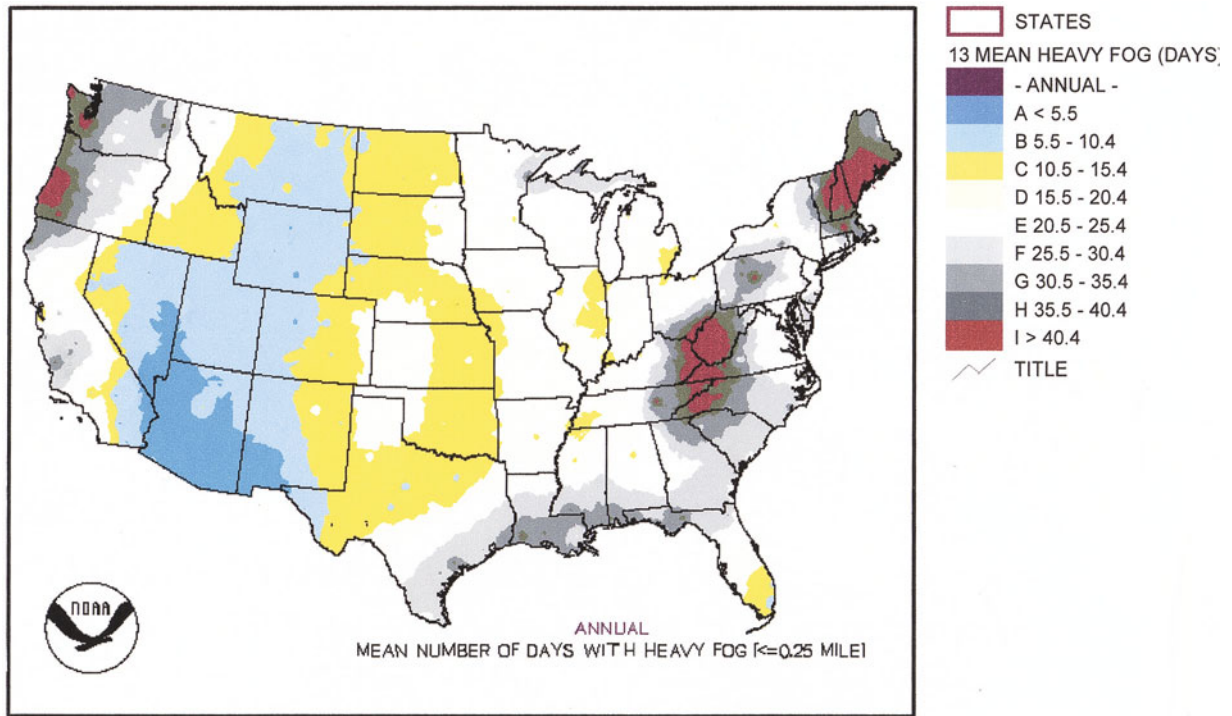 NOAA
ANNUAL
MEAN NUMBER OF DAYS WITH HEAVY FOG [<=0.25 MILE]
STATES
13 MEAN HEAVY FOG (DAYS)
- ANNUAL -
A < 5.5
B 5.5 - 10.4
C 10.5 - 15.4
D 15.5 - 20.4
E 20.5 - 25.4
F 25.5 - 30.4
G 30.5 - 35.4
H 35.5 - 40.4
I > 40.4
TITLE